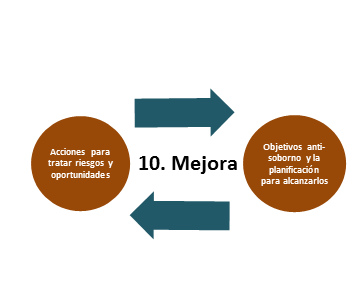 Acciones para
tratar riesgos y
oportunidades
10. Mejora
Objetivos anti-
soborno y la
planificación
para alcanzarlos